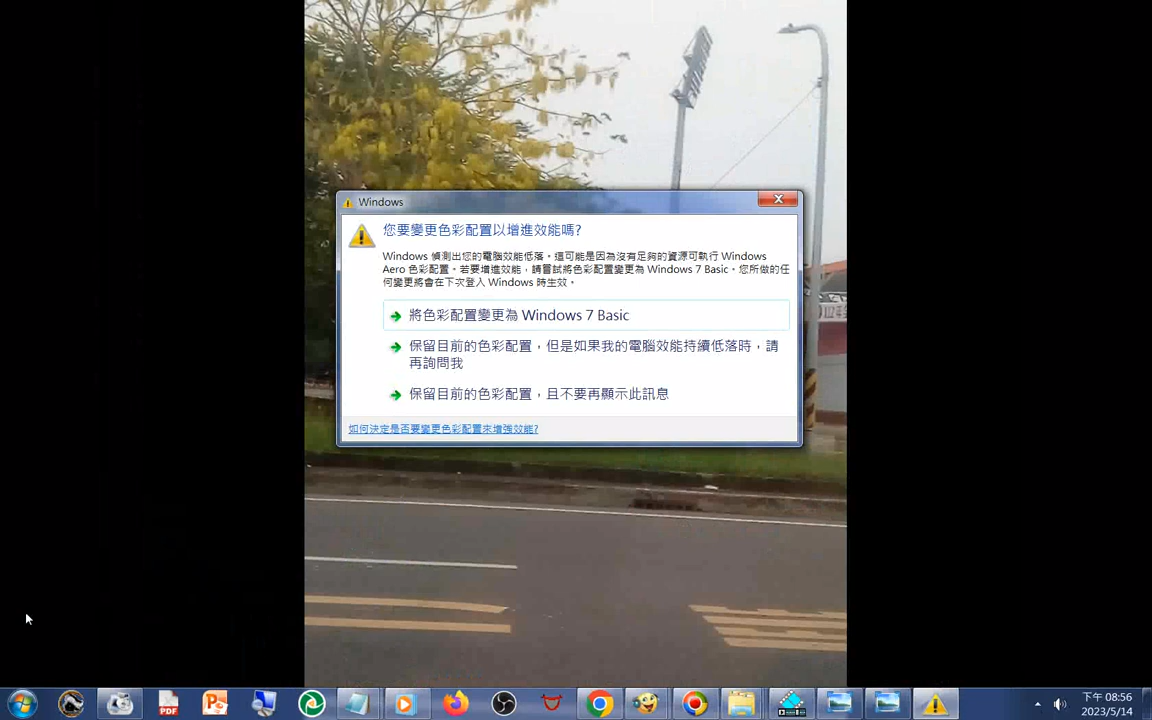 Windows
您要變更色彩配置以增進效能嗎?
Windows 偵測出您的電腦效能低落。這可能是因為沒有足夠的資源可執行 Windows
Aero 色彩配置。若要增進效能，請嘗試將色彩配置變更為 Windows 7 Basic。您所做的任
何變更將會在下次登入 Windows 時生效。
將色彩配置變更為 Windows 7 Basic
保留目前的色彩配置，但是如果我的電腦效能持續低落時，請
再詢問我
保留目前的色彩配置，且不要再顯示此訊息
如何決定是否要變更色彩配置來增強效能?
PDF
下午 08:56
2023/5/14